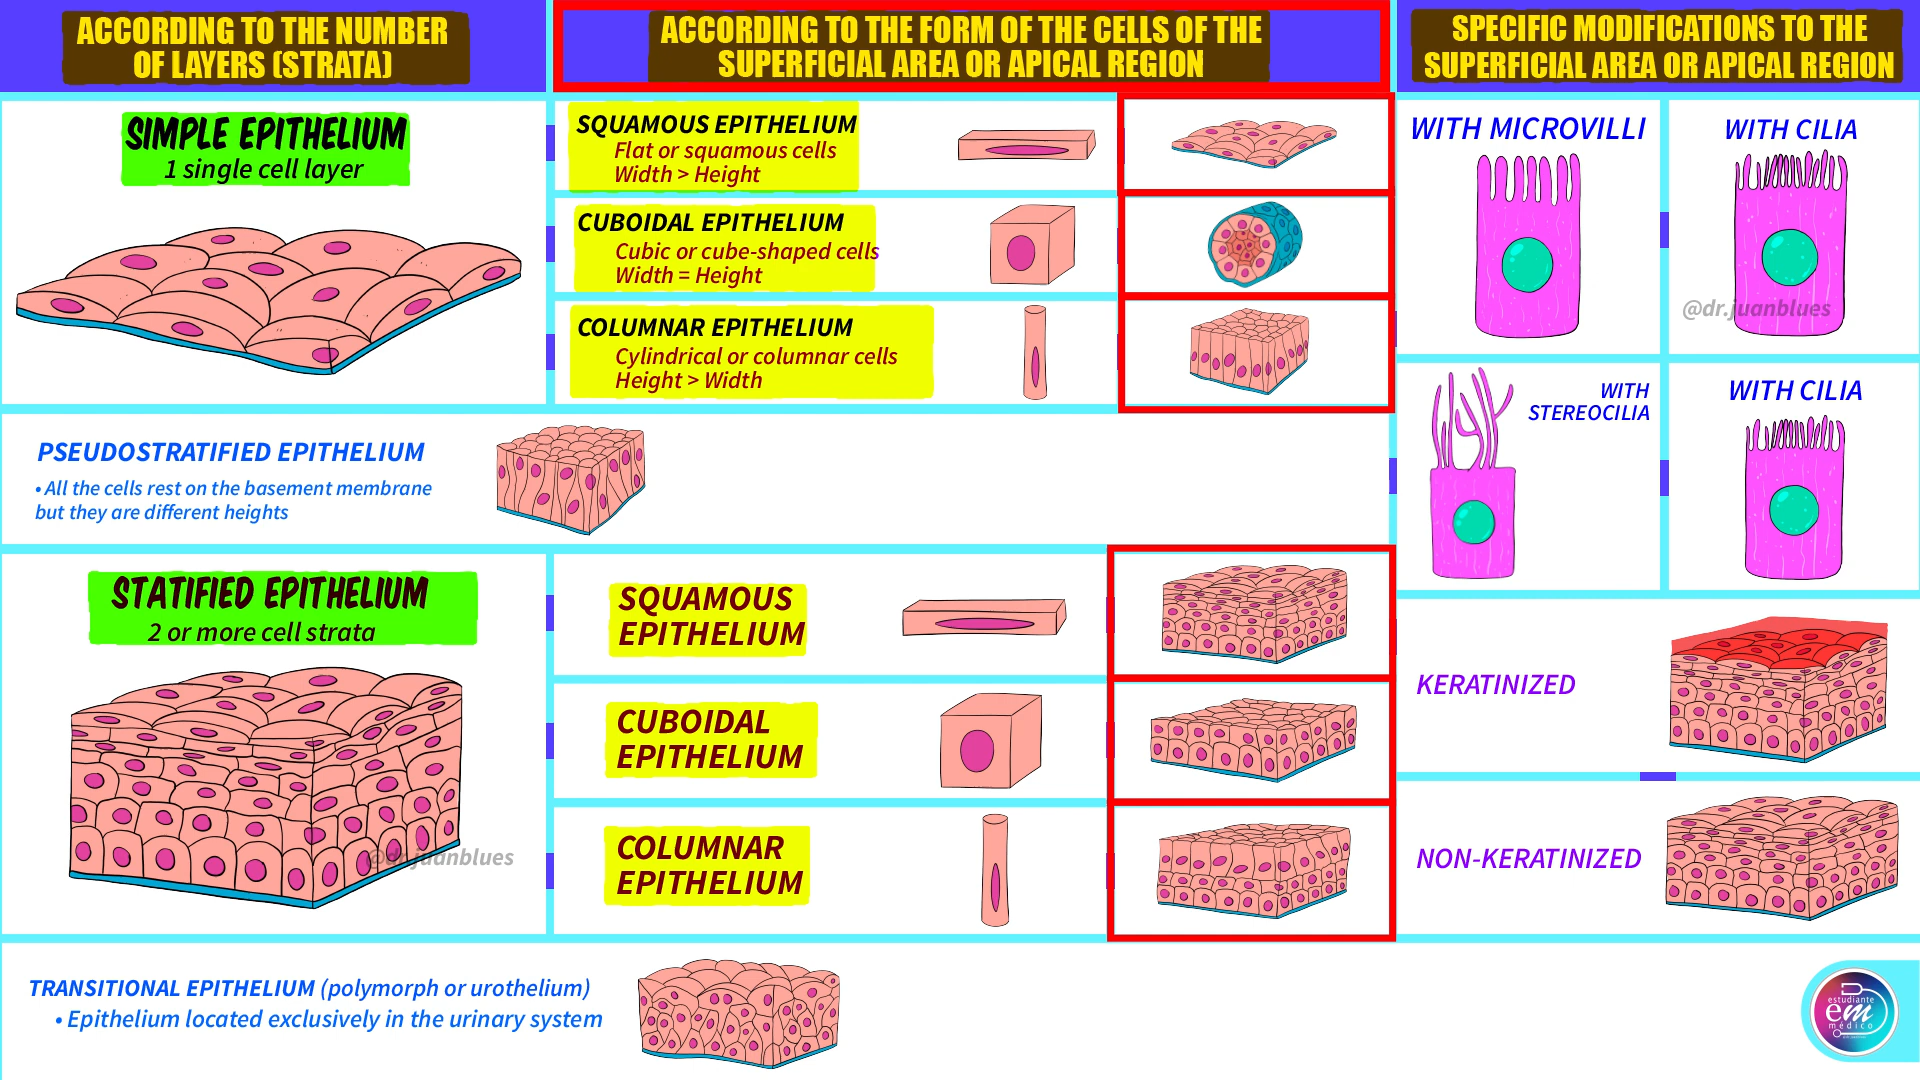 ACCORDING TO THE NUMBER
OF LAYERS (STRATA)
ACCORDING TO THE FORM OF THE CELLS OF THE
SUPERFICIAL AREA OR APICAL REGION
SPECIFIC MODIFICATIONS TO THE
SUPERFICIAL AREA OR APICAL REGION
SIMPLE EPITHELIUM
1 single cell layer
SQUAMOUS EPITHELIUM
Flat or squamous cells
Width > Height
CUBOIDAL EPITHELIUM
Cubic or cube-shaped cells
Width = Height
COLUMNAR EPITHELIUM
Cylindrical or columnar cells
Height > Width
WITH MICROVILLI
WITH CILIA
@dr.juanblues
WITH
STEREOCILIA
WITH CILIA
PSEUDOSTRATIFIED EPITHELIUM
• All the cells rest on the basement membrane
but they are different heights
STATIFIED EPITHELIUM
2 or more cell strata
@dr.juanblues
SQUAMOUS
EPITHELIUM
CUBOIDAL
EPITHELIUM
COLUMNAR
EPITHELIUM
KERATINIZED
NON-KERATINIZED
TRANSITIONAL EPITHELIUM (polymorph or urothelium)
• Epithelium located exclusively in the urinary system
estudiante
em
médico